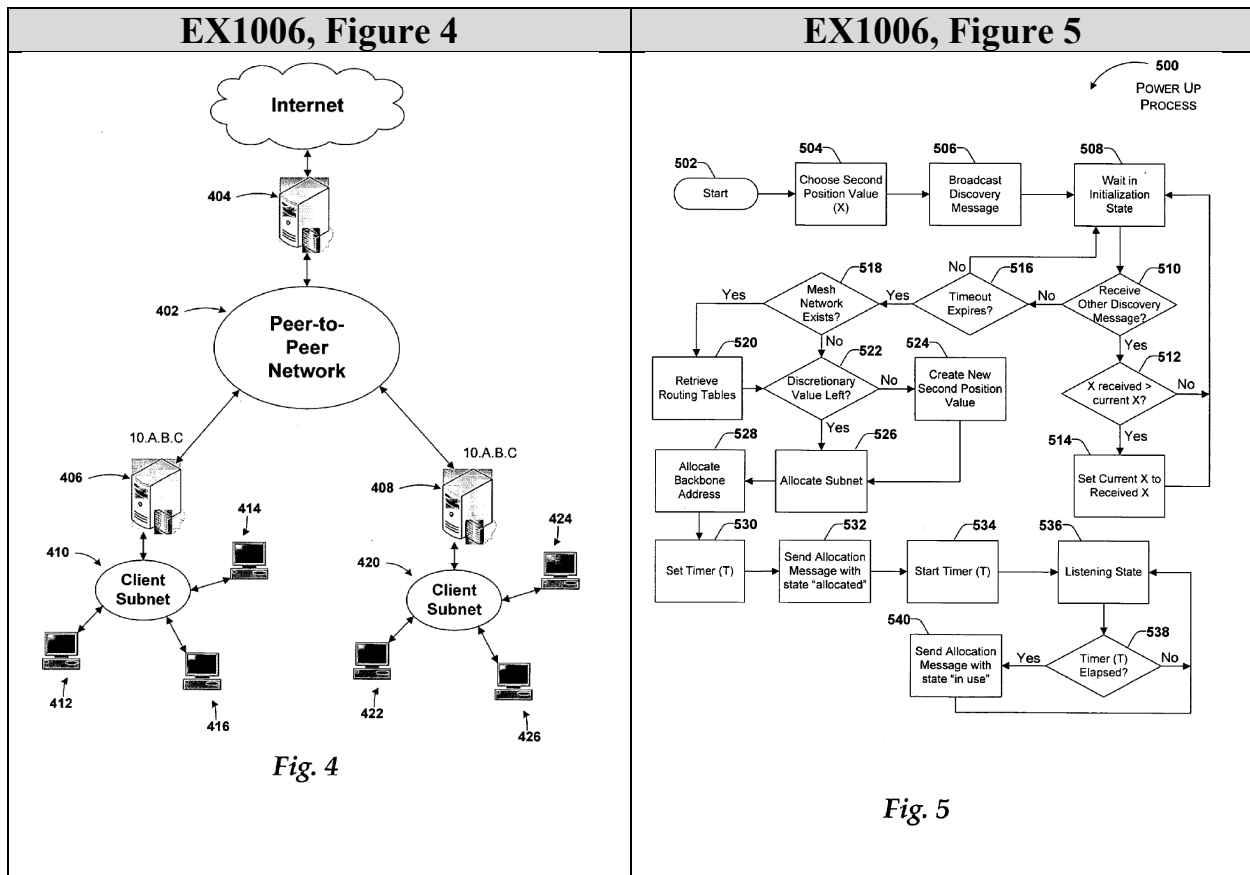 EX1006, Figure 4
Internet
404
402
Peer-to-
Peer
Network
10.A.B.C
10.A.B.C
406
408
414
424
410
420
Client
Subnet
Client
Subnet
412
416
422
426
Fig. 4
EX1006, Figure 5
500
POWER UP
PROCESS
502
Start
504
Choose Second
Position Value
(X)
506
Broadcast
Discovery
Message
508
Wait in
Initialization
State
510
Receive
Other Discovery
Message?
No
Yes
516
Timeout
Expires?
No
Yes
518
Mesh
Network
Exists?
Yes
No
512
X received >
current X?
No
Yes
514
Set Current X to
Received X
520
Retrieve
Routing Tables
522
Discretionary
Value Left?
No
Yes
524
Create New
Second Position
Value
526
Allocate Subnet
528
Allocate
Backbone
Address
530
Set Timer (T)
532
Send Allocation
Message with
state "allocated"
534
Start Timer (T)
536
Listening State
538
Timer (T)
Elapsed?
Yes
No
540
Send Allocation
Message with
state "in use"
Fig. 5